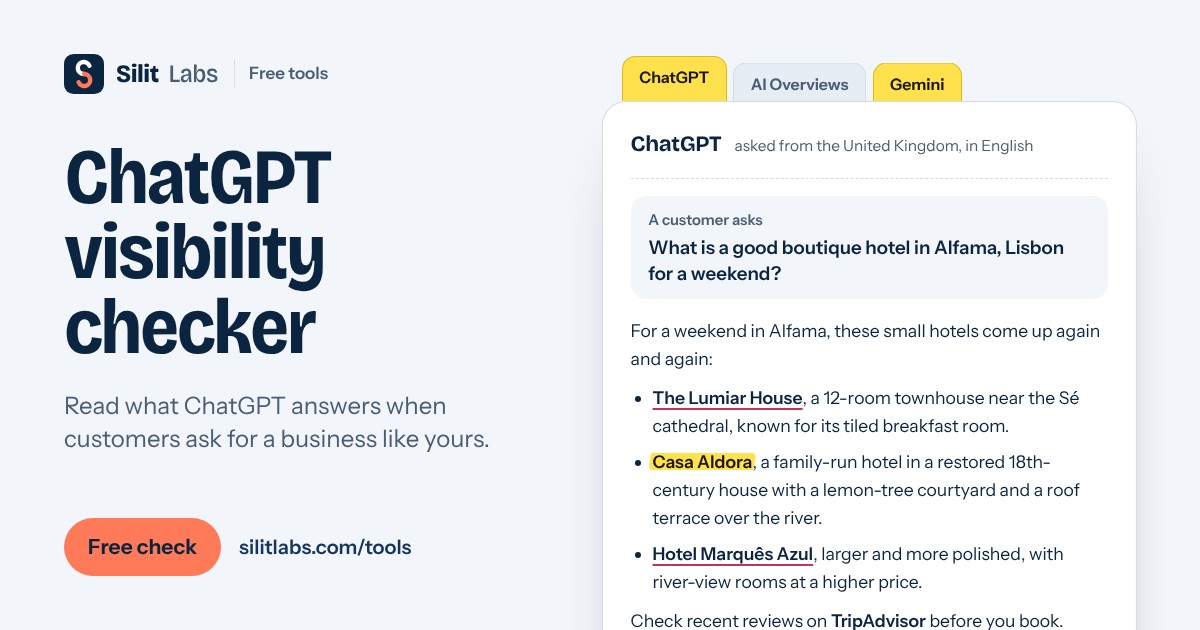 Silit Labs Free tools
ChatGPT
visibility
checker
Read what ChatGPT answers when
customers ask for a business like yours.
Free check silitlabs.com/tools
ChatGPT AI Overviews Gemini
ChatGPT asked from the United Kingdom, in English
A customer asks
What is a good boutique hotel in Alfama, Lisbon
for a weekend?
For a weekend in Alfama, these small hotels come up again
and again:
• The Lumiar House, a 12-room townhouse near the Sé
cathedral, known for its tiled breakfast room.
• Casa Aldora, a family-run hotel in a restored 18th-
century house with a lemon-tree courtyard and a roof
terrace over the river.
• Hotel Marquês Azul, larger and more polished, with
river-view rooms at a higher price.
Check recent reviews on TripAdvisor before you book.